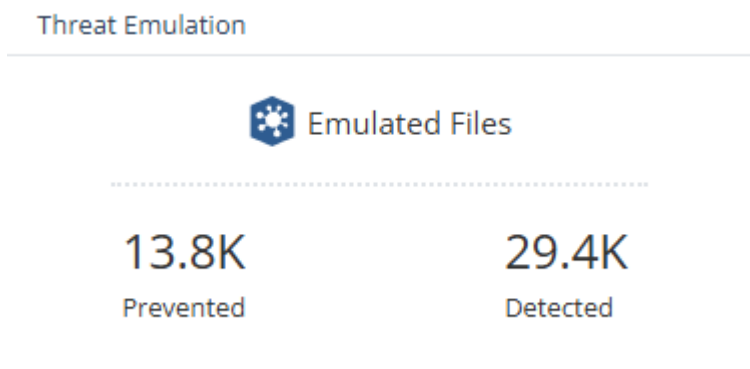 Threat Emulation
Emulated Files
13.8K 29.4K
Prevented Detected